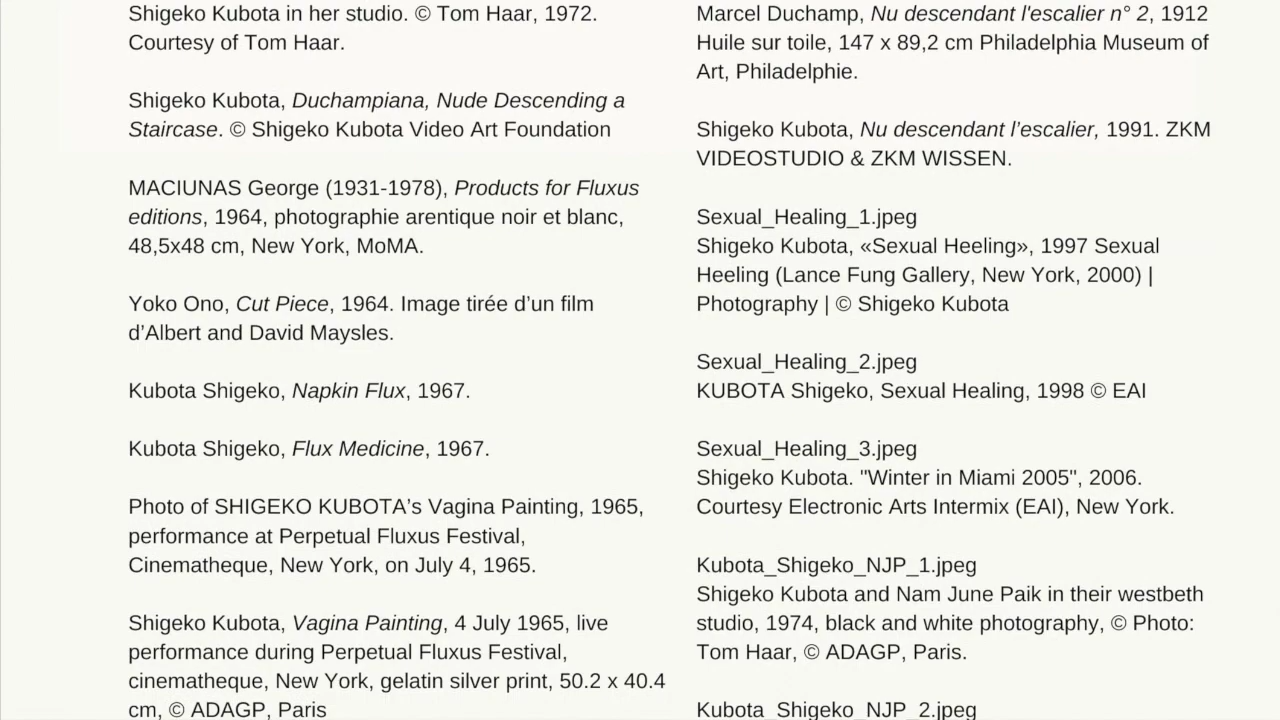 Shigeko Kubota in her studio. © Tom Haar, 1972.
Courtesy of Tom Haar.
Shigeko Kubota, Duchampiana, Nude Descending a
Staircase. © Shigeko Kubota Video Art Foundation
MACIUNAS George (1931-1978), Products for Fluxus
editions, 1964, photographie arentique noir et blanc,
48,5x48 cm, New York, MoMA.
Yoko Ono, Cut Piece, 1964. Image tirée d’un film
d’Albert and David Maysles.
Kubota Shigeko, Napkin Flux, 1967.
Kubota Shigeko, Flux Medicine, 1967.
Photo of SHIGEKO KUBOTA’s Vagina Painting, 1965,
performance at Perpetual Fluxus Festival,
Cinematheque, New York, on July 4, 1965.
Shigeko Kubota, Vagina Painting, 4 July 1965, live
performance during Perpetual Fluxus Festival,
cinematheque, New York, gelatin silver print, 50.2 x 40.4
cm, © ADAGP, Paris
Marcel Duchamp, Nu descendant l'escalier n° 2, 1912
Huile sur toile, 147 x 89,2 cm Philadelphia Museum of
Art, Philadelphie.
Shigeko Kubota, Nu descendant l’escalier, 1991. ZKM
VIDEOSTUDIO & ZKM WISSEN.
Sexual_Healing_1.jpeg
Shigeko Kubota, «Sexual Heeling», 1997 Sexual
Heeling (Lance Fung Gallery, New York, 2000) |
Photography | © Shigeko Kubota
Sexual_Healing_2.jpeg
KUBOTA Shigeko, Sexual Healing, 1998 © EAI
Sexual_Healing_3.jpeg
Shigeko Kubota. "Winter in Miami 2005", 2006.
Courtesy Electronic Arts Intermix (EAI), New York.
Kubota_Shigeko_NJP_1.jpeg
Shigeko Kubota and Nam June Paik in their westbeth
studio, 1974, black and white photography, © Photo:
Tom Haar, © ADAGP, Paris.
Kubota_Shigeko_NJP_2.jpeg